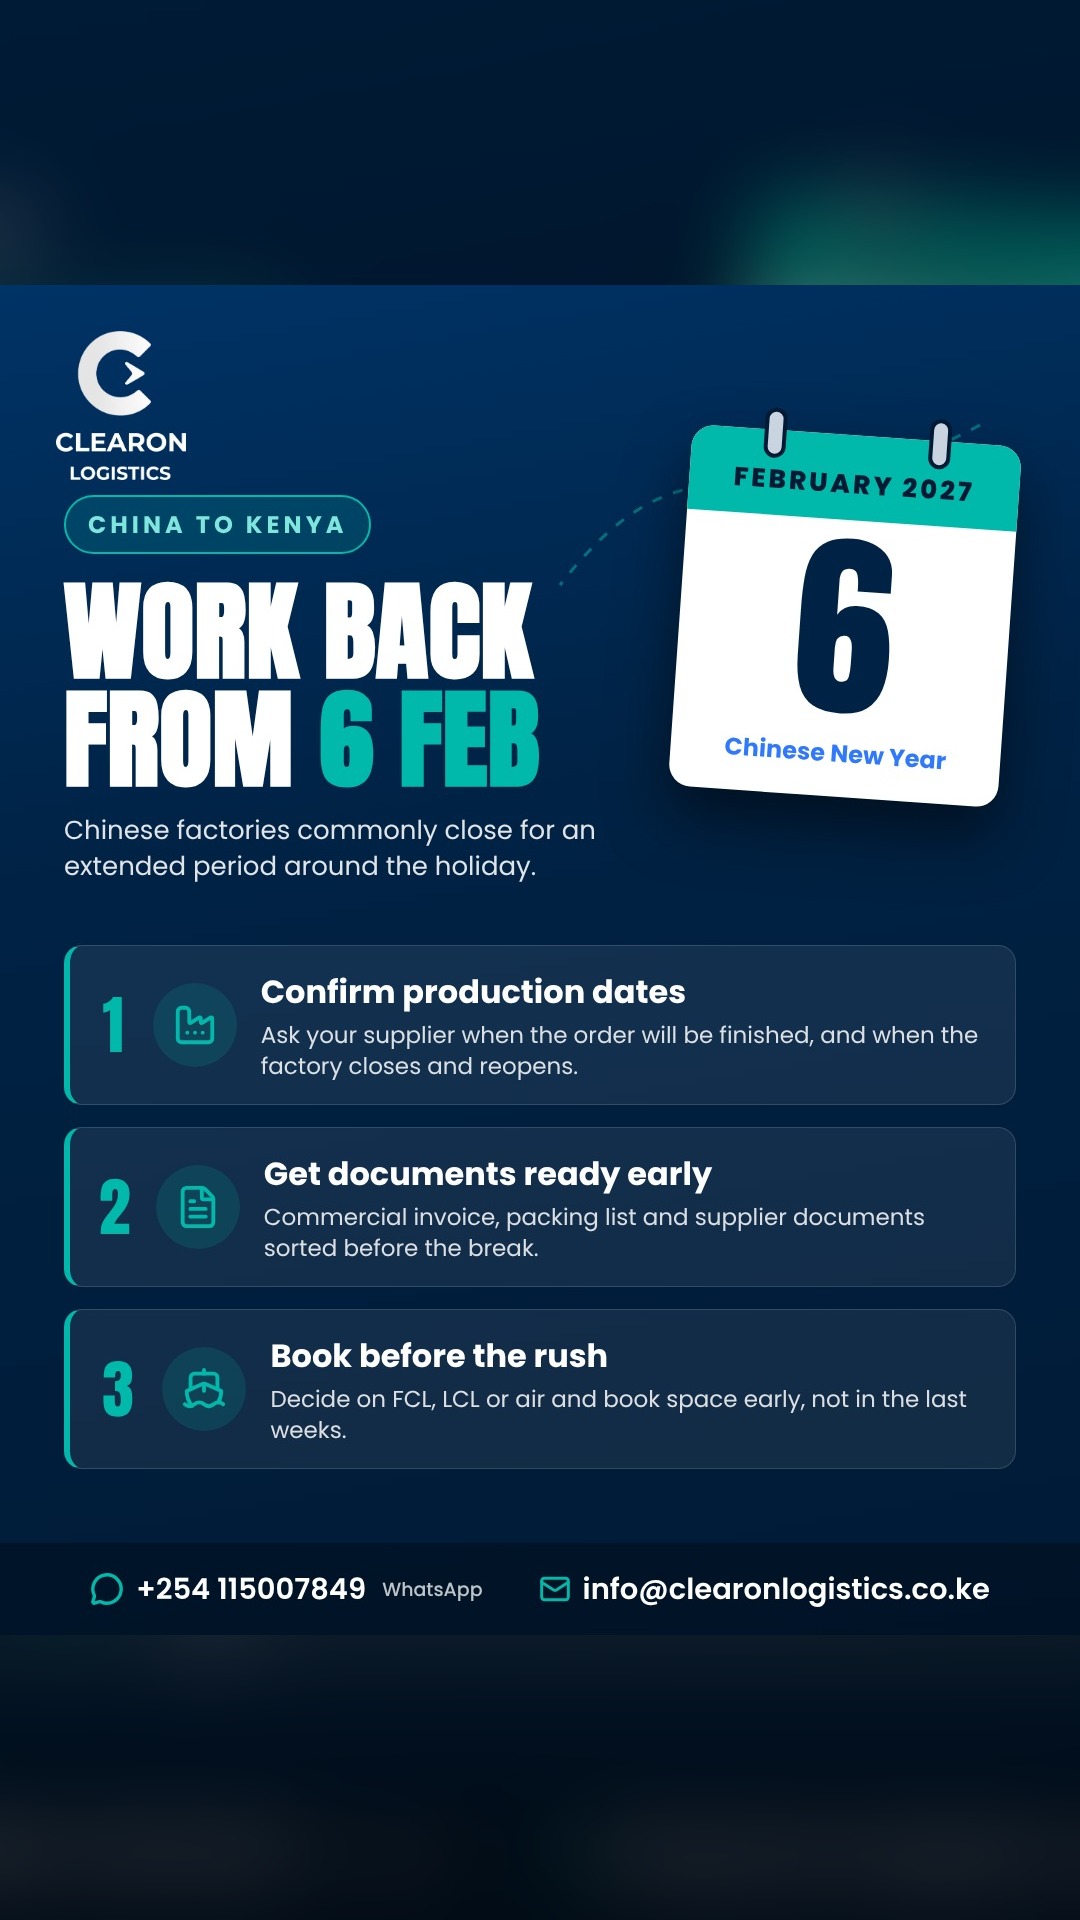 CLEARON
LOGISTICS
CHINA TO KENYA
WORK BACK
FROM 6 FEB
Chinese factories commonly close for an
extended period around the holiday.
FEBRUARY 2027
6
Chinese New Year
1
Confirm production dates
Ask your supplier when the order will be finished, and when the
factory closes and reopens.
2
Get documents ready early
Commercial invoice, packing list and supplier documents
sorted before the break.
3
Book before the rush
Decide on FCL, LCL or air and book space early, not in the last
weeks.
+254 115007849 WhatsApp
info@clearonlogistics.co.ke